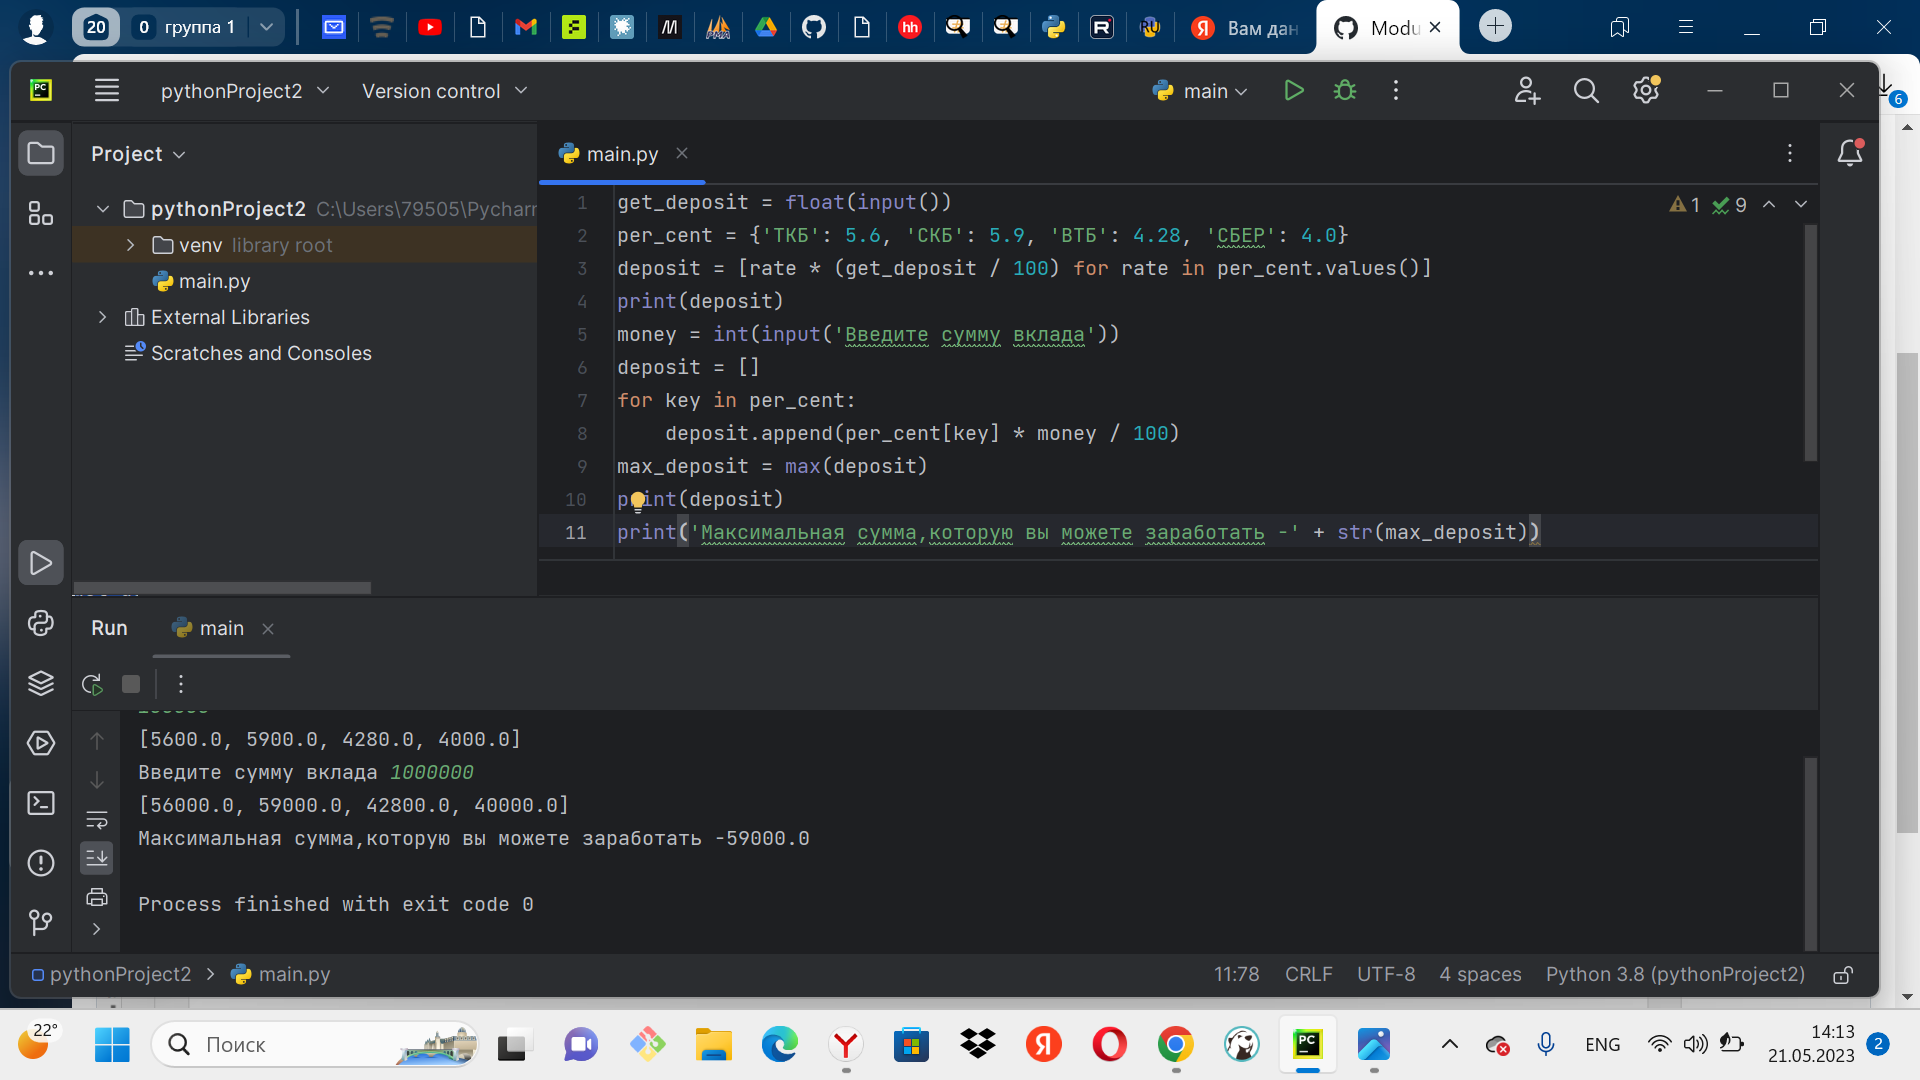 20 0 группа 1 hh Я Вам дан Modu
PC pythonProject2 Version control main 6
Project main.py
pythonProject2 C:\Users\79505\Pycharm
venv library root
main.py
External Libraries
Scratches and Consoles
1 get_deposit = float(input())
1 9
2 per_cent = {'ТКБ': 5.6, 'СКБ': 5.9, 'ВТБ': 4.28, 'СБЕР': 4.0}
3 deposit = [rate * (get_deposit / 100) for rate in per_cent.values()]
4 print(deposit)
5 money = int(input('Введите сумму вклада'))
6 deposit = []
7 for key in per_cent:
8 deposit.append(per_cent[key] * money / 100)
9 max_deposit = max(deposit)
10 print(deposit)
11 print('Максимальная сумма,которую вы можете заработать -' + str(max_deposit))
Run main
[5600.0, 5900.0, 4280.0, 4000.0]
Введите сумму вклада 1000000
[56000.0, 59000.0, 42800.0, 40000.0]
Максимальная сумма,которую вы можете заработать -59000.0
Process finished with exit code 0
pythonProject2 main.py 11:78 CRLF UTF-8 4 spaces Python 3.8 (pythonProject2)
22° Поиск Я PC ENG 14:13 2
21.05.2023